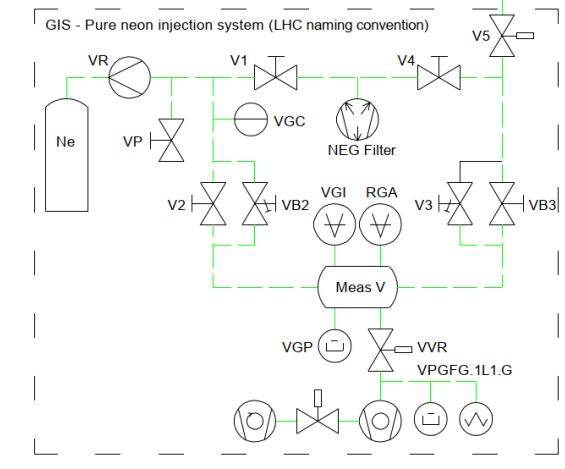 GIS - Pure neon injection system (LHC naming convention)
V5
VR
V1
V4
Ne
VP
VGC
NEG Filter
V2
VB2
VGI
RGA
V3
VB3
Meas V
VGP
VVR
VPGFG.1L1.G